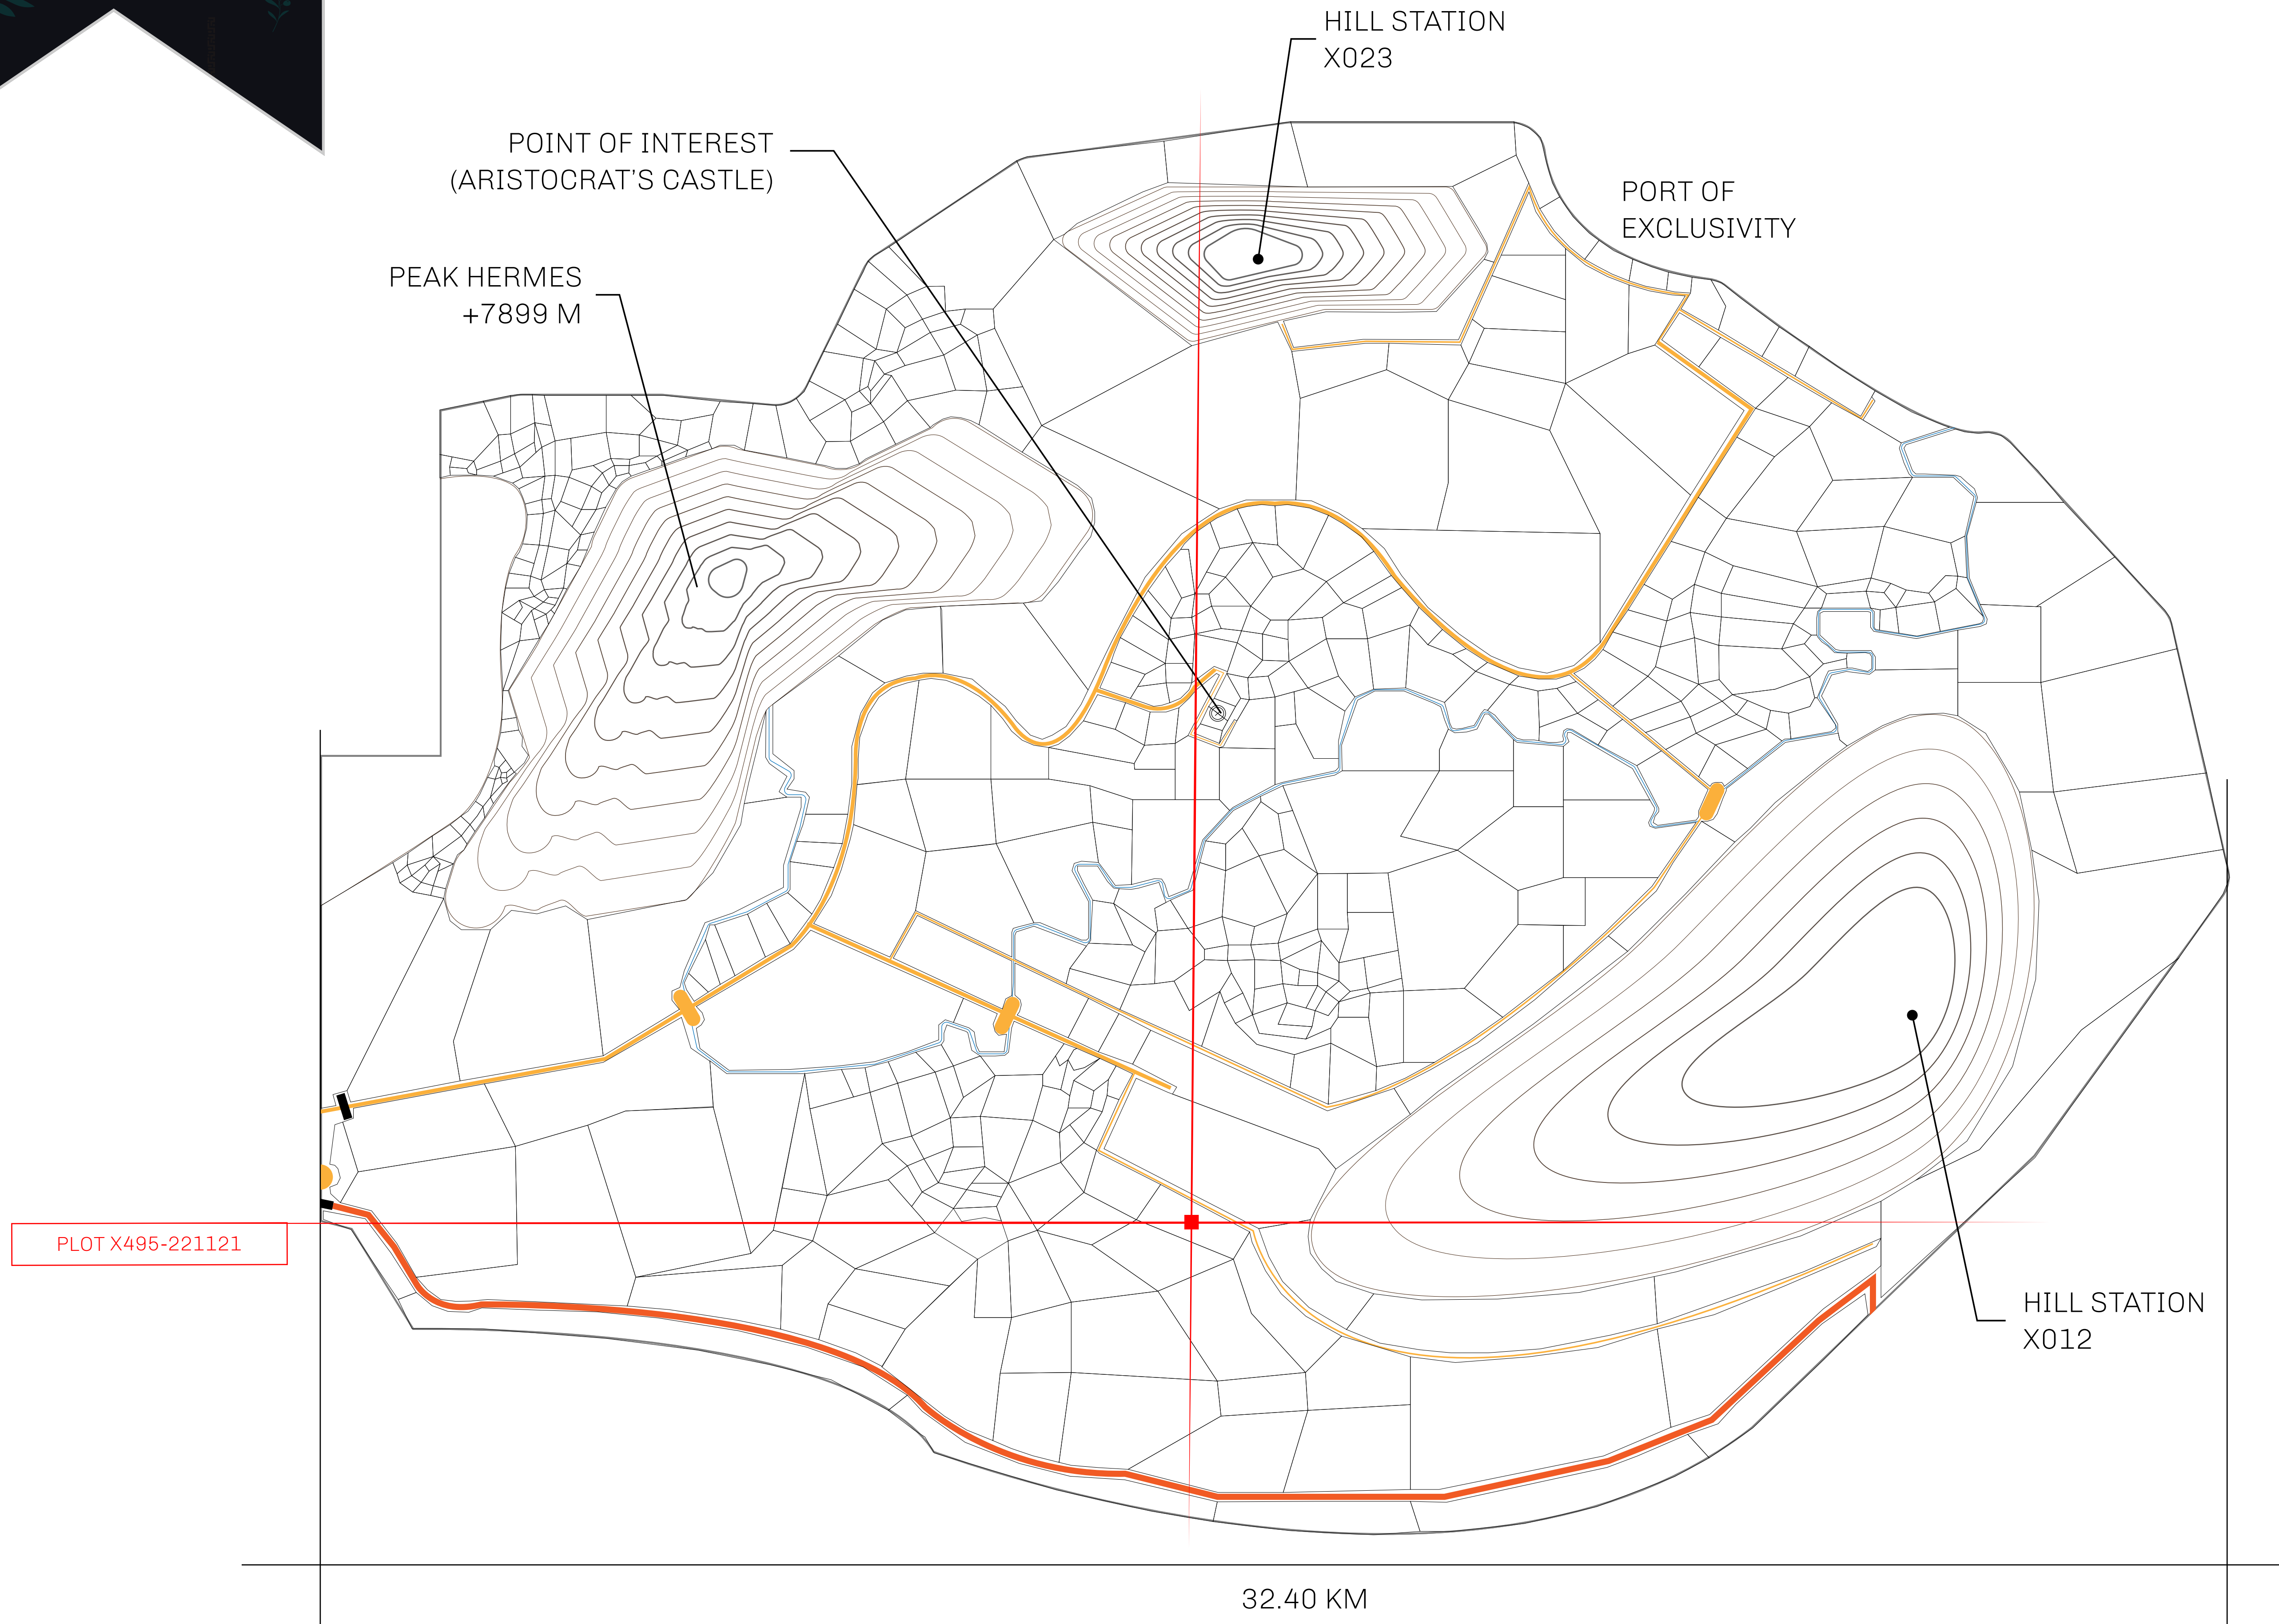 HILL STATION
X023
POINT OF INTEREST
(ARISTOCRAT'S CASTLE)
PORT OF
EXCLUSIVITY
PEAK HERMES
+7899 M
PLOT X495-221121
HILL STATION
X012
32.40 KM